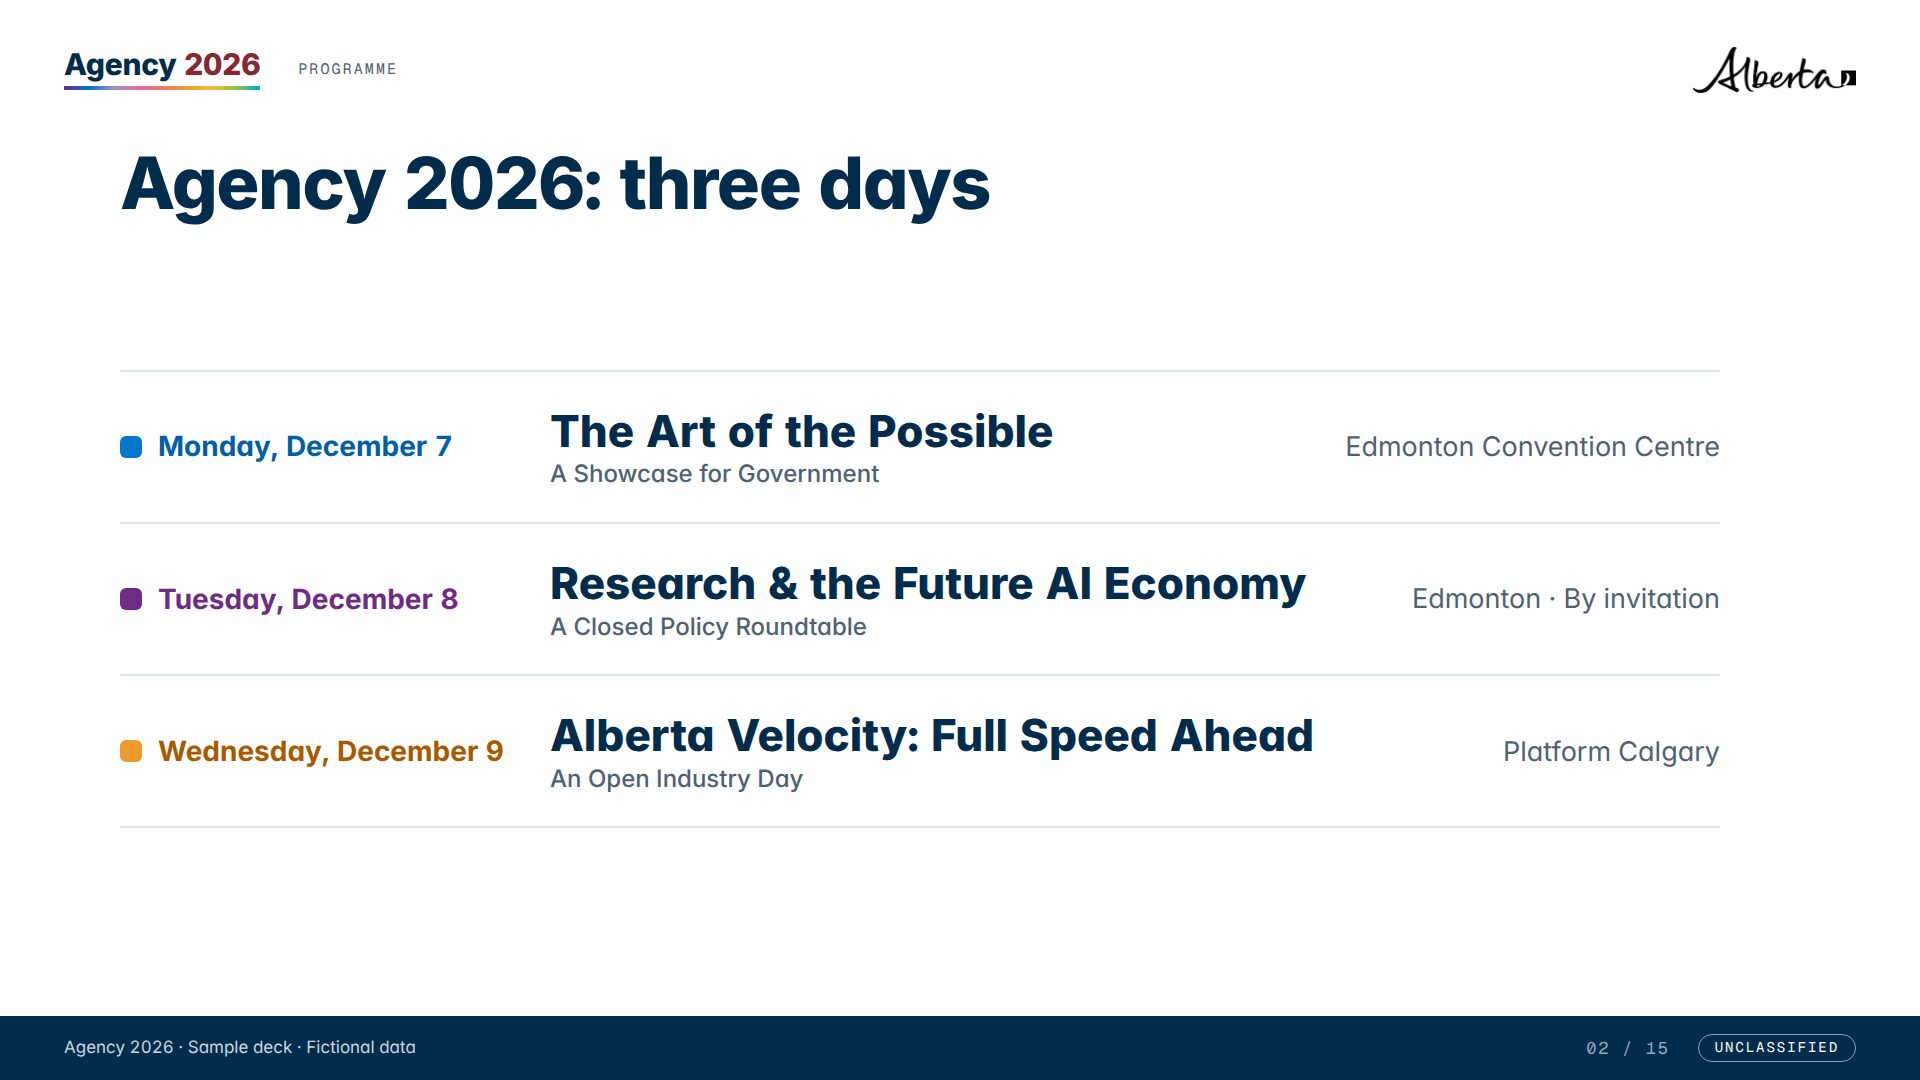 Agency 2026
PROGRAMME
Alberta
Agency 2026: three days
Monday, December 7
The Art of the Possible
A Showcase for Government
Edmonton Convention Centre
Tuesday, December 8
Research & the Future AI Economy
A Closed Policy Roundtable
Edmonton · By invitation
Wednesday, December 9
Alberta Velocity: Full Speed Ahead
An Open Industry Day
Platform Calgary
Agency 2026 · Sample deck · Fictional data
02 / 15
UNCLASSIFIED